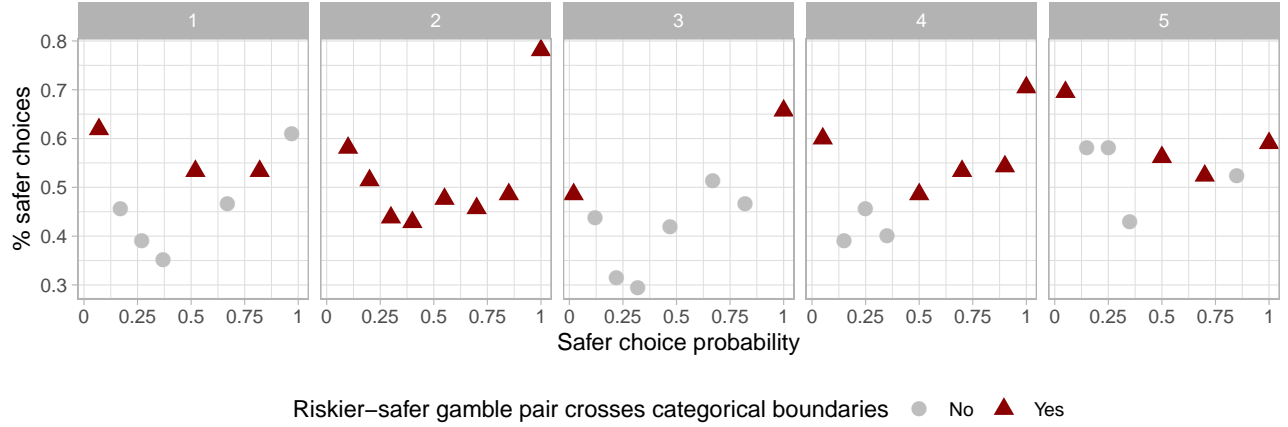 1 2 3 4 5
0.8
0.7
0.6
0.5
0.4
0.3
% safer choices
0 0.25 0.5 0.75 1 0 0.25 0.5 0.75 1 0 0.25 0.5 0.75 1 0 0.25 0.5 0.75 1 0 0.25 0.5 0.75 1
Safer choice probability
Riskier−safer gamble pair crosses categorical boundaries No Yes